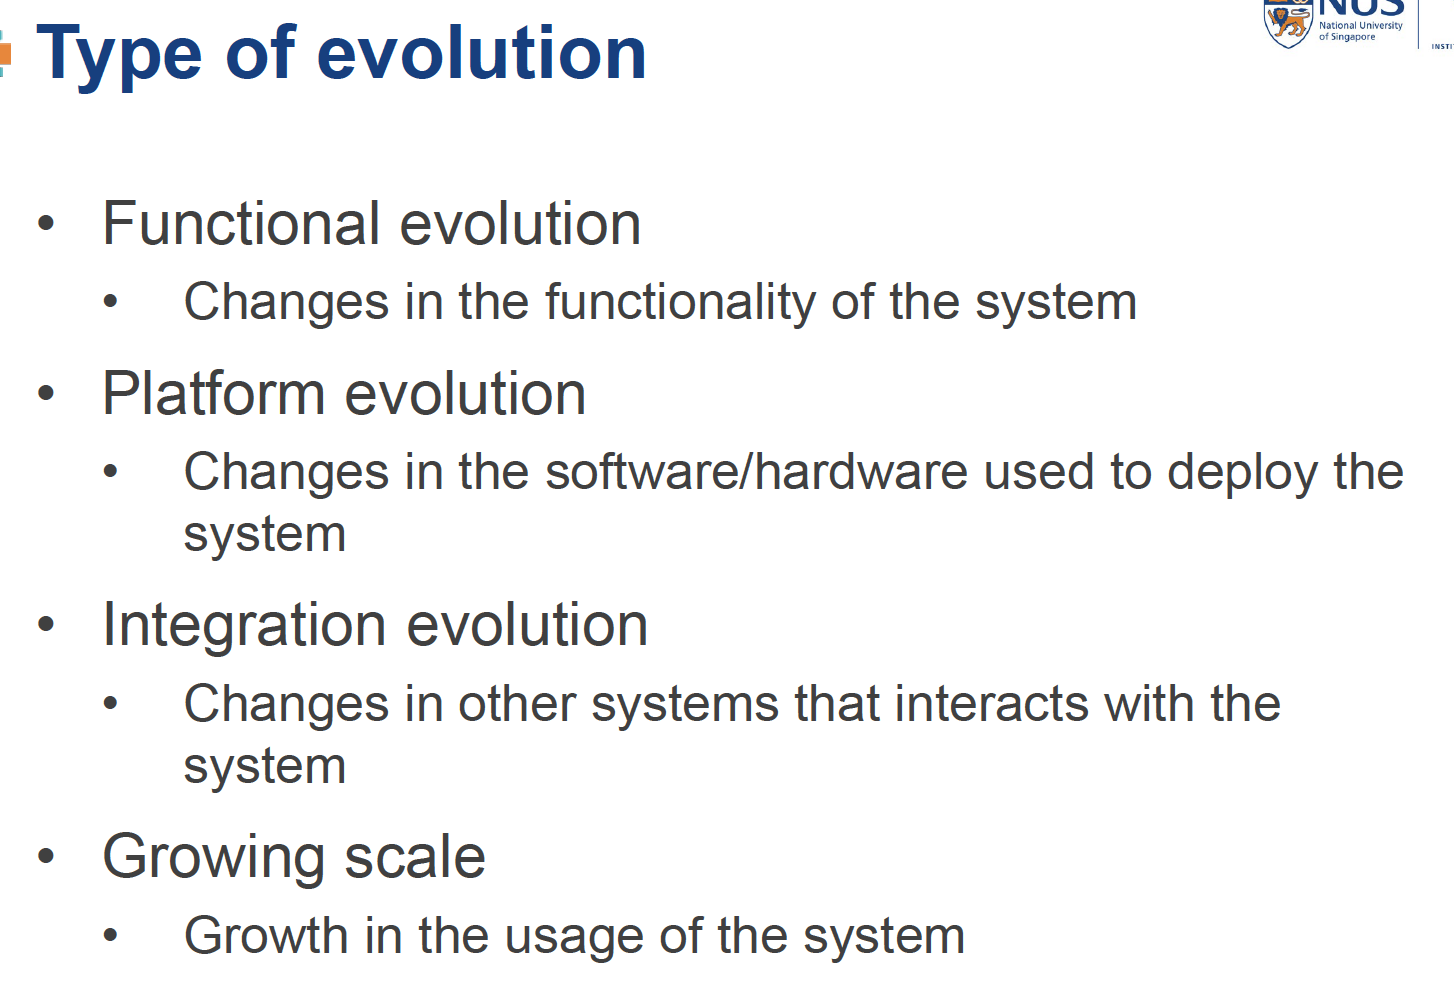 Type of evolution
NUS
National University
of Singapore
• Functional evolution
• Changes in the functionality of the system
• Platform evolution
• Changes in the software/hardware used to deploy the
system
• Integration evolution
• Changes in other systems that interacts with the
system
• Growing scale
• Growth in the usage of the system